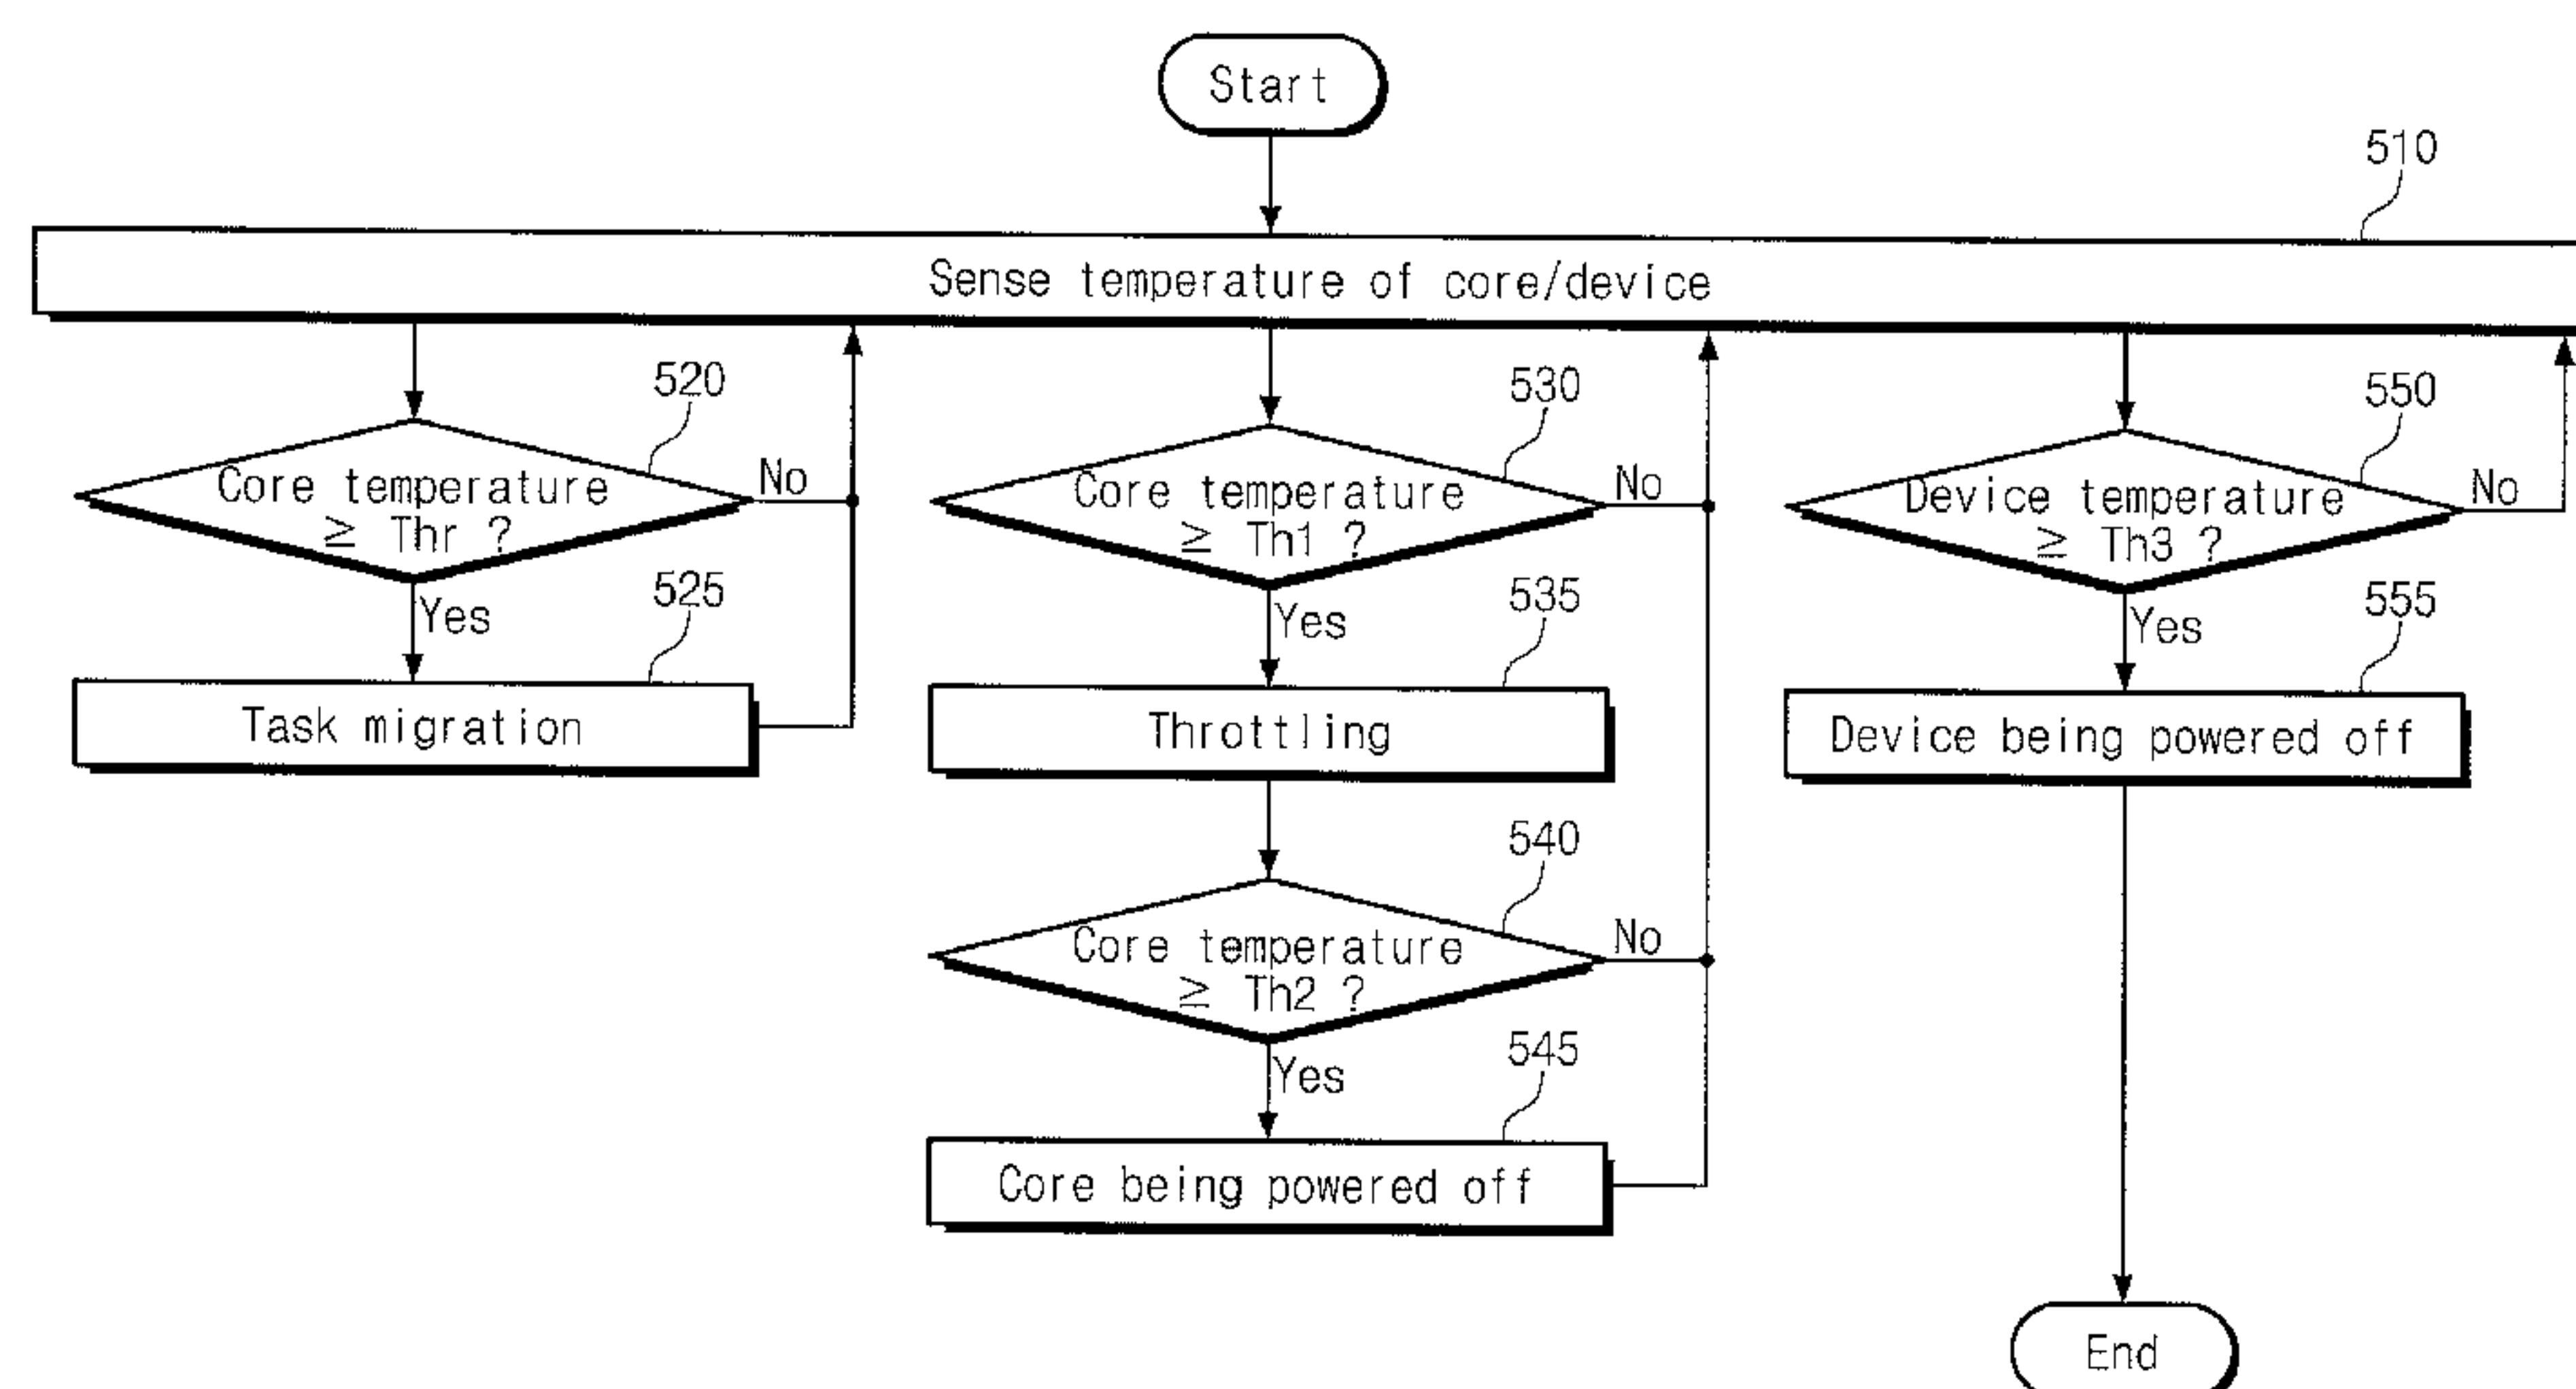 Start
510
Sense temperature of core/device
520
530
550
Core temperature
≥ Thr ?
No
Core temperature
≥ Th1 ?
No
Device temperature
≥ Th3 ?
No
Yes
525
Yes
535
Yes
555
Task migration
Throttling
Device being powered off
540
Core temperature
≥ Th2 ?
No
Yes
545
Core being powered off
End